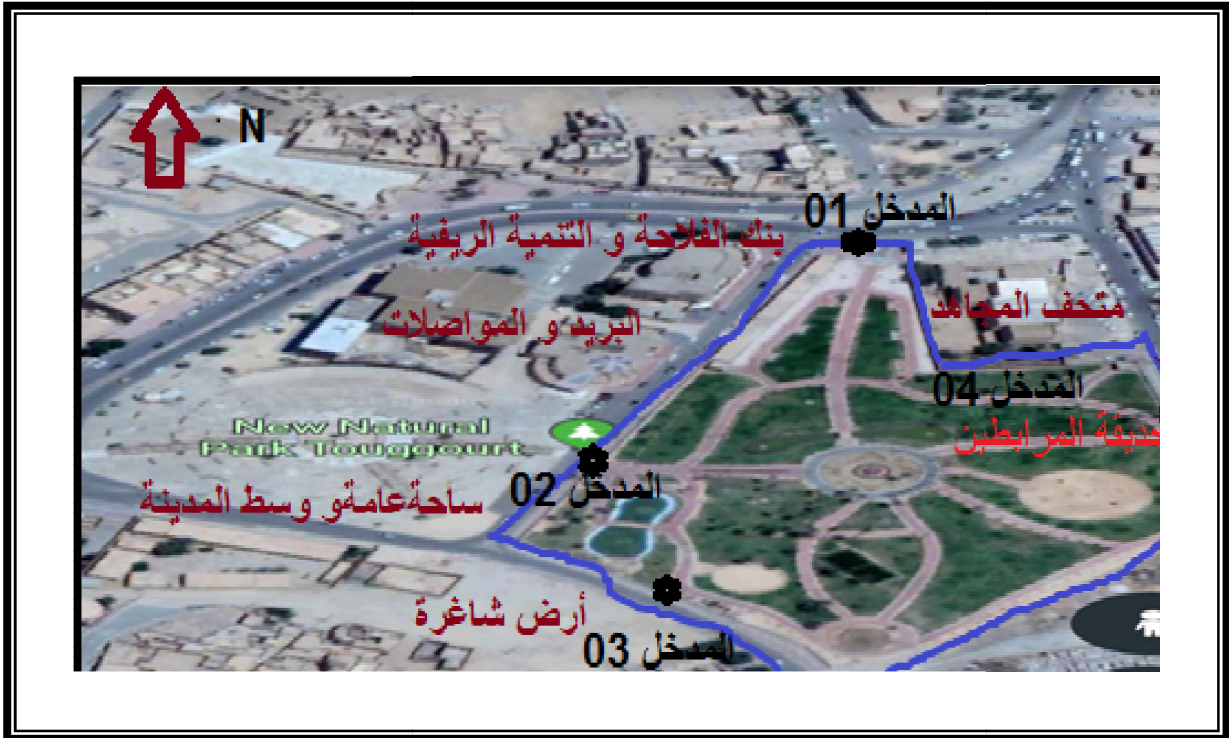 N
المدخل 01
بنك الفلاحة و التنمية الريفية
متحف المجاهد
البريد و المواصلات
المدخل 04
New Natural
Park Touggourt
حديقة المرابطين
المدخل 02
ساحةعامةو وسط المدينة
أرض شاغرة
المدخل 03